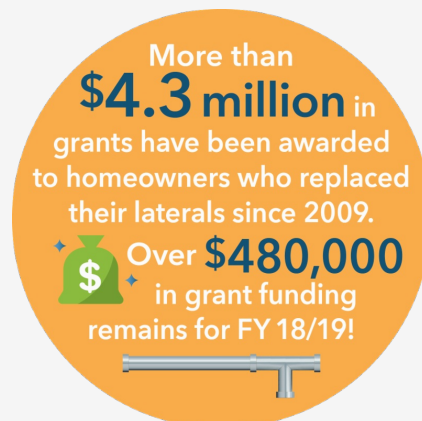 More than
$4.3 million in
grants have been awarded
to homeowners who replaced
their laterals since 2009.
$
Over $480,000
in grant funding
remains for FY 18/19!